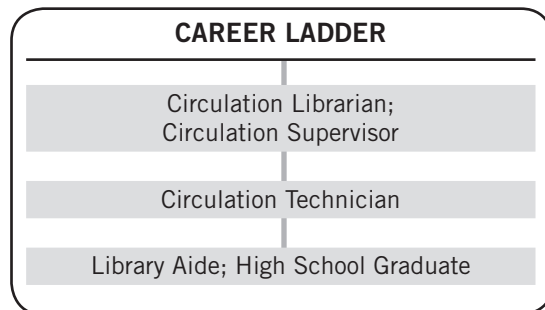 CAREER LADDER
Circulation Librarian;
Circulation Supervisor
Circulation Technician
Library Aide; High School Graduate